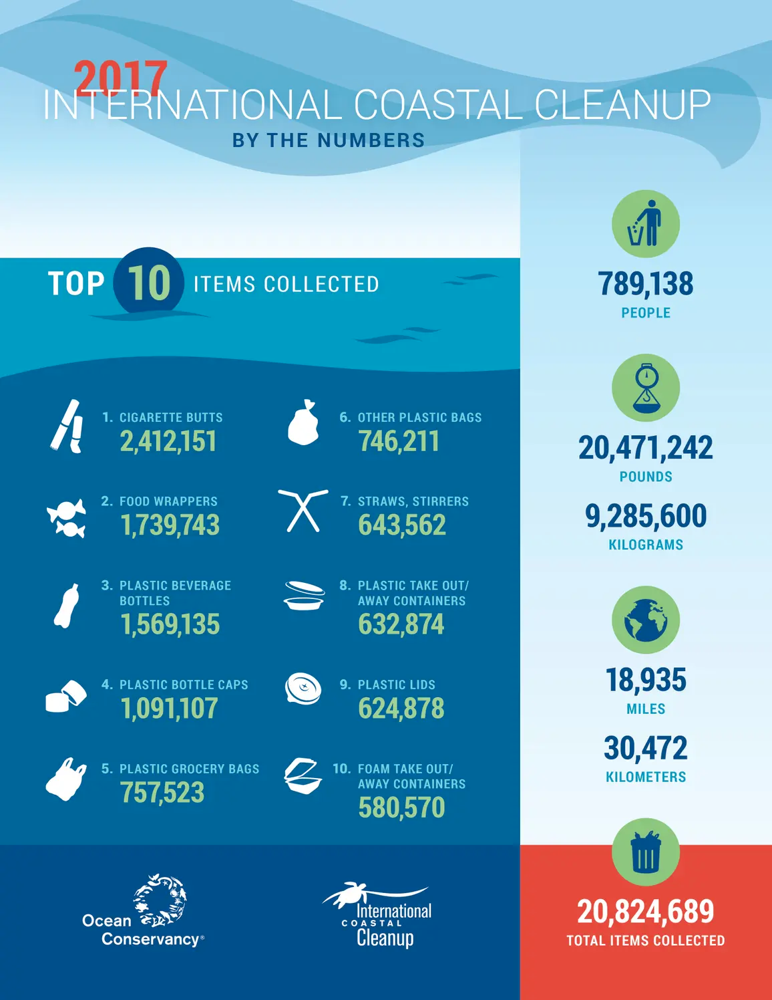 2017
INTERNATIONAL COASTAL CLEANUP
BY THE NUMBERS
TOP 10 ITEMS COLLECTED
1. CIGARETTE BUTTS
2,412,151
2. FOOD WRAPPERS
1,739,743
3. PLASTIC BEVERAGE
BOTTLES
1,569,135
4. PLASTIC BOTTLE CAPS
1,091,107
5. PLASTIC GROCERY BAGS
757,523
6. OTHER PLASTIC BAGS
746,211
7. STRAWS, STIRRERS
643,562
8. PLASTIC TAKE OUT/
AWAY CONTAINERS
632,874
9. PLASTIC LIDS
624,878
10. FOAM TAKE OUT/
AWAY CONTAINERS
580,570
789,138
PEOPLE
20,471,242
POUNDS
9,285,600
KILOGRAMS
18,935
MILES
30,472
KILOMETERS
20,824,689
TOTAL ITEMS COLLECTED
Ocean
Conservancy®
International
COASTAL
Cleanup